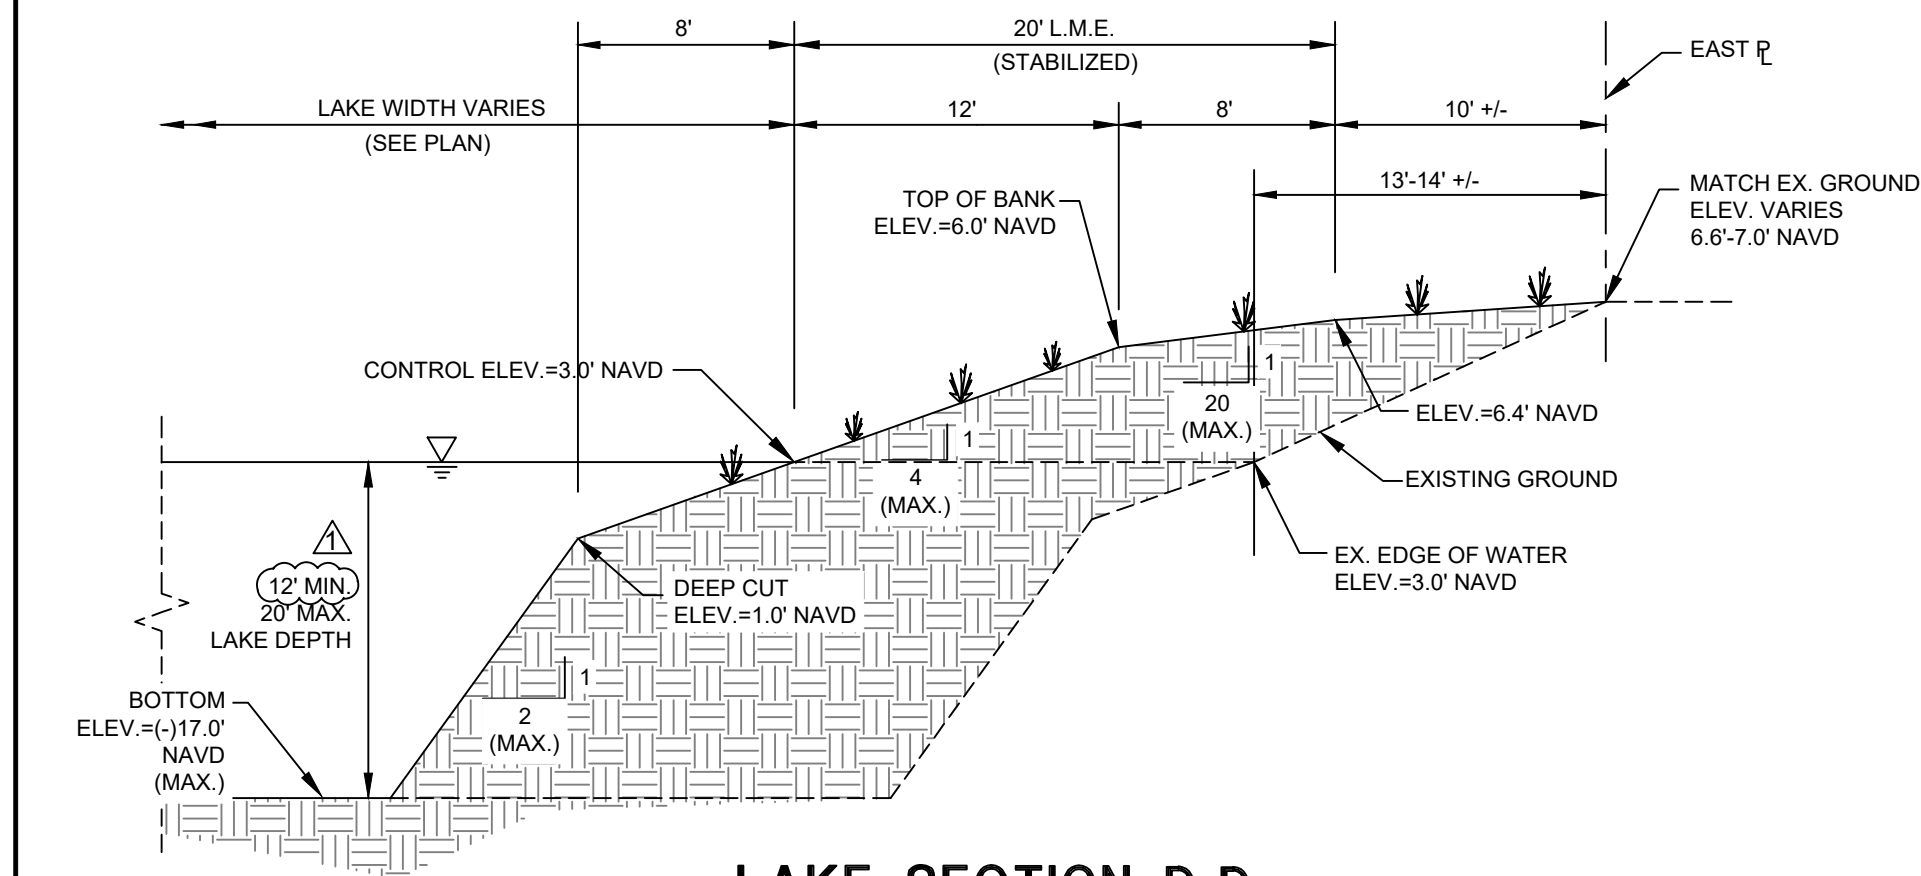 8'
20' L.M.E.
(STABILIZED)
EAST PL
LAKE WIDTH VARIES
(SEE PLAN)
12'
8'
10' +/-
13'-14' +/-
TOP OF BANK
ELEV.=6.0' NAVD
MATCH EX. GROUND
ELEV. VARIES
6.6'-7.0' NAVD
CONTROL ELEV.=3.0' NAVD
1
20
(MAX.)
ELEV.=6.4' NAVD
1
4
(MAX.)
EXISTING GROUND
1
12' MIN.
20' MAX.
LAKE DEPTH
DEEP CUT
ELEV.=1.0' NAVD
EX. EDGE OF WATER
ELEV.=3.0' NAVD
1
2
(MAX.)
BOTTOM
ELEV.=(-)17.0'
NAVD
(MAX.)
LAKE SECTION D-D